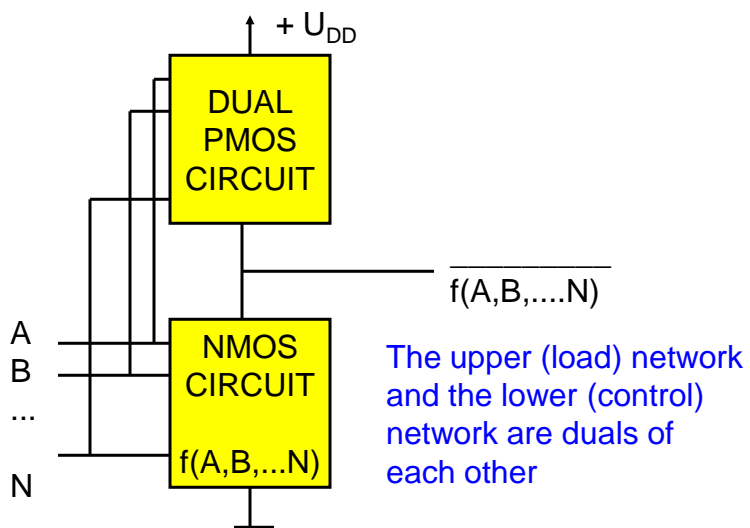 + U_DD
DUAL
PMOS
CIRCUIT
f(A,B,....N)
A
B
...
N
NMOS
CIRCUIT
f(A,B,...N)
The upper (load) network
and the lower (control)
network are duals of
each other